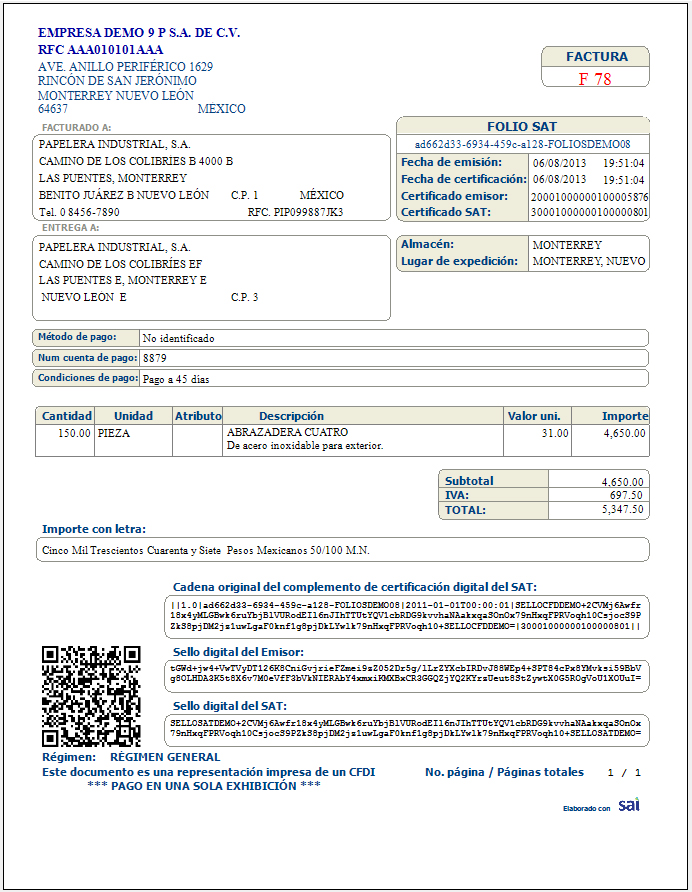 EMPRESA DEMO 9 P S.A. DE C.V.
RFC AAA010101AAA
AVE. ANILLO PERIFÉRICO 1629
RINCÓN DE SAN JERÓNIMO
MONTERREY NUEVO LEÓN
64637 MEXICO
FACTURA
F 78
FACTURADO A:
PAPELERA INDUSTRIAL, S.A.
CAMINO DE LOS COLIBRÍES B 4000 B
LAS PUENTES, MONTERREY
BENITO JUÁREZ B NUEVO LEÓN C.P. 1 MÉXICO
Tel. 0 8456-7890 RFC. PIP099887JK3
FOLIO SAT
ad662d33-6934-459c-a128-FOLIOSDEMO08
Fecha de emisión: 06/08/2013 19:51:04
Fecha de certificación: 06/08/2013 19:51:04
Certificado emisor: 20001000000100005876
Certificado SAT: 30001000000100000801
ENTREGA A:
PAPELERA INDUSTRIAL, S.A.
CAMINO DE LOS COLIBRÍES EF
LAS PUENTES E, MONTERREY E
NUEVO LEÓN E C.P. 3
Almacén: MONTERREY
Lugar de expedición: MONTERREY, NUEVO
Método de pago: No identificado
Num cuenta de pago: 8879
Condiciones de pago: Pago a 45 días
Cantidad Unidad Atributo Descripción Valor uni. Importe
150.00 PIEZA ABRAZADERA CUATRO 31.00 4,650.00
De acero inoxidable para exterior.
Subtotal 4,650.00
IVA: 697.50
TOTAL: 5,347.50
Importe con letra:
Cinco Mil Trescientos Cuarenta y Siete Pesos Mexicanos 50/100 M.N.
Cadena original del complemento de certificación digital del SAT:
||1.0|ad662d33-6934-459c-a128-FOLIOSDEMO08|2011-01-01T00:00:01|SELLOCFDDEMO+2CVMj6Awfr
18x4yMLGBwk6ruYbjBlVURodEIl6nJIhTTUtYQV1cbRDG9kvvhaNAakxqaSOnOx79nHxqFPRVoqh10CsjocS9P
ZkS8pjDM2js1uwLgaF0knf1g8pjDkLYwlk79nHxqFPRVoqh10+SELLOCFDDEMO=|30001000000100000801||
Sello digital del Emisor:
tGWd+jw4+VwTVyDT126K8CniGvjrieFZmei9sZ052Dr5g/lLrZYXcbIRDvJ88WEp4+SPT84cPx8YMvksi59BbV
g8OLHDA3K5t8X6v7M0eVfF3bVkNIERAbY4xmxiKMXBxCR3GGQZjYQ2KYrzUeut8StZywtX0G5ROgVoU1XOUuI=
Sello digital del SAT:
SELLOSATDEMO+2CVMj6Awfr18x4yMLGBwk6ruYbjBlVURodEIl6nJIhTTUtYQV1cbRDG9kvvhaNAakxqaSOnOx
79nHxqFPRVoqh10CsjocS9PZkS8pjDM2js1uwLgaF0knf1g8pjDkLYwlk79nHxqFPRVoqh10+SELLOSATDEMO=
Régimen: RÉGIMEN GENERAL
Este documento es una representación impresa de un CFDI No. página / Páginas totales 1 / 1
*** PAGO EN UNA SOLA EXHIBICIÓN ***
Elaborado con sai